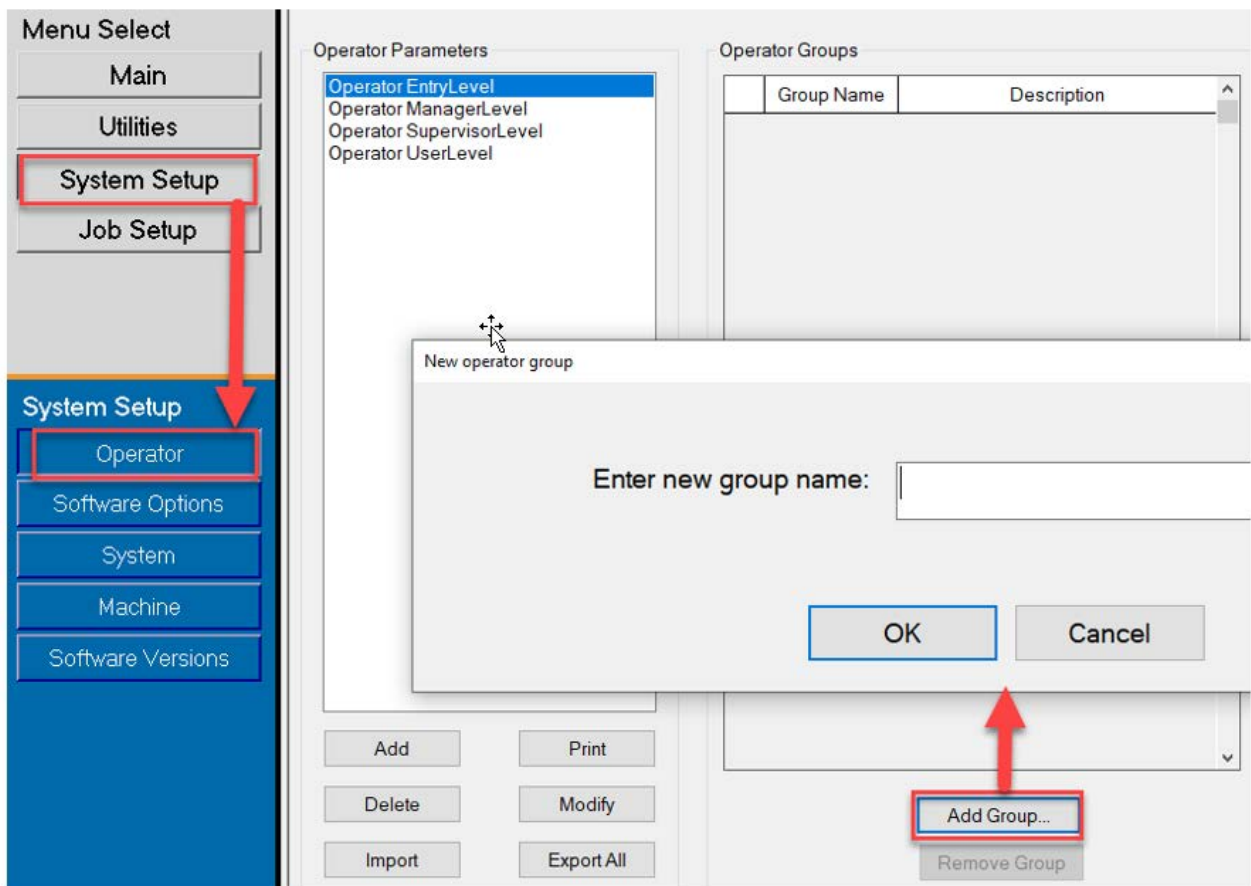 Menu Select
Main
Utilities
System Setup
Job Setup
System Setup
Operator
Software Options
System
Machine
Software Versions
Operator Parameters
Operator EntryLevel
Operator ManagerLevel
Operator SupervisorLevel
Operator UserLevel
Add
Print
Delete
Modify
Import
Export All
Operator Groups
Group Name
Description
New operator group
Enter new group name:
OK
Cancel
Add Group...
Remove Group